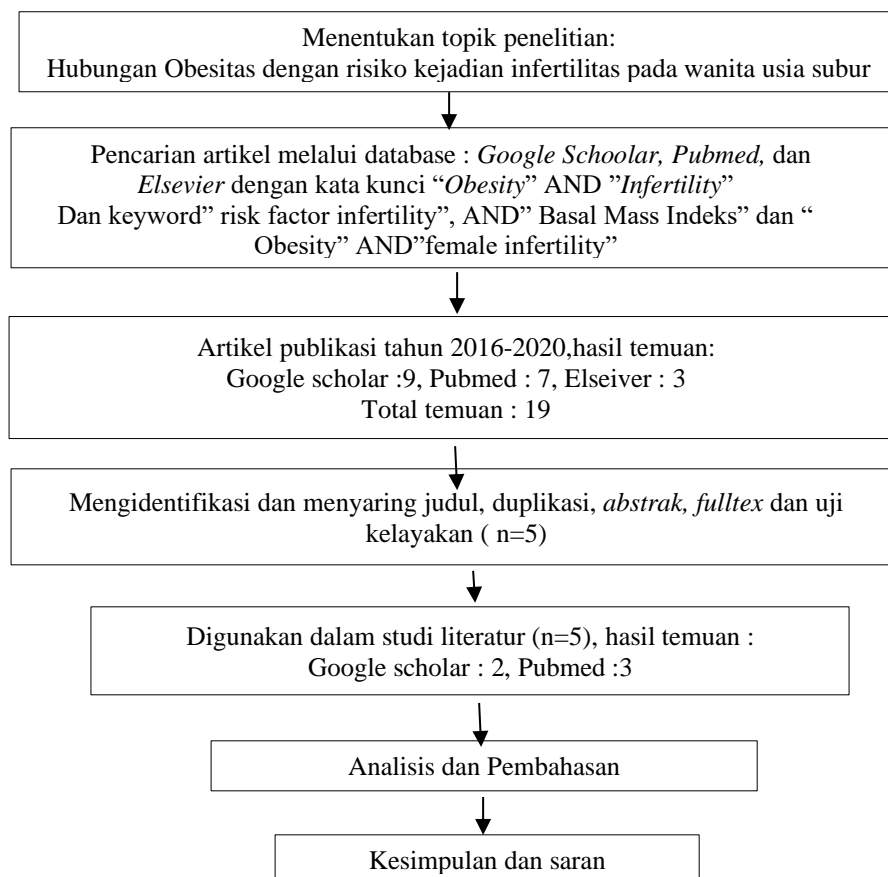 Menentukan topik penelitian:
Hubungan Obesitas dengan risiko kejadian infertilitas pada wanita usia subur
Pencarian artikel melalui database : Google Schoolar, Pubmed, dan
Elsevier dengan kata kunci “Obesity” AND ”Infertility”
Dan keyword” risk factor infertility”, AND” Basal Mass Indeks” dan “
Obesity” AND”female infertility”
Artikel publikasi tahun 2016-2020,hasil temuan:
Google scholar :9, Pubmed : 7, Elseiver : 3
Total temuan : 19
Mengidentifikasi dan menyaring judul, duplikasi, abstrak, fulltex dan uji
kelayakan ( n=5)
Digunakan dalam studi literatur (n=5), hasil temuan :
Google scholar : 2, Pubmed :3
Analisis dan Pembahasan
Kesimpulan dan saran